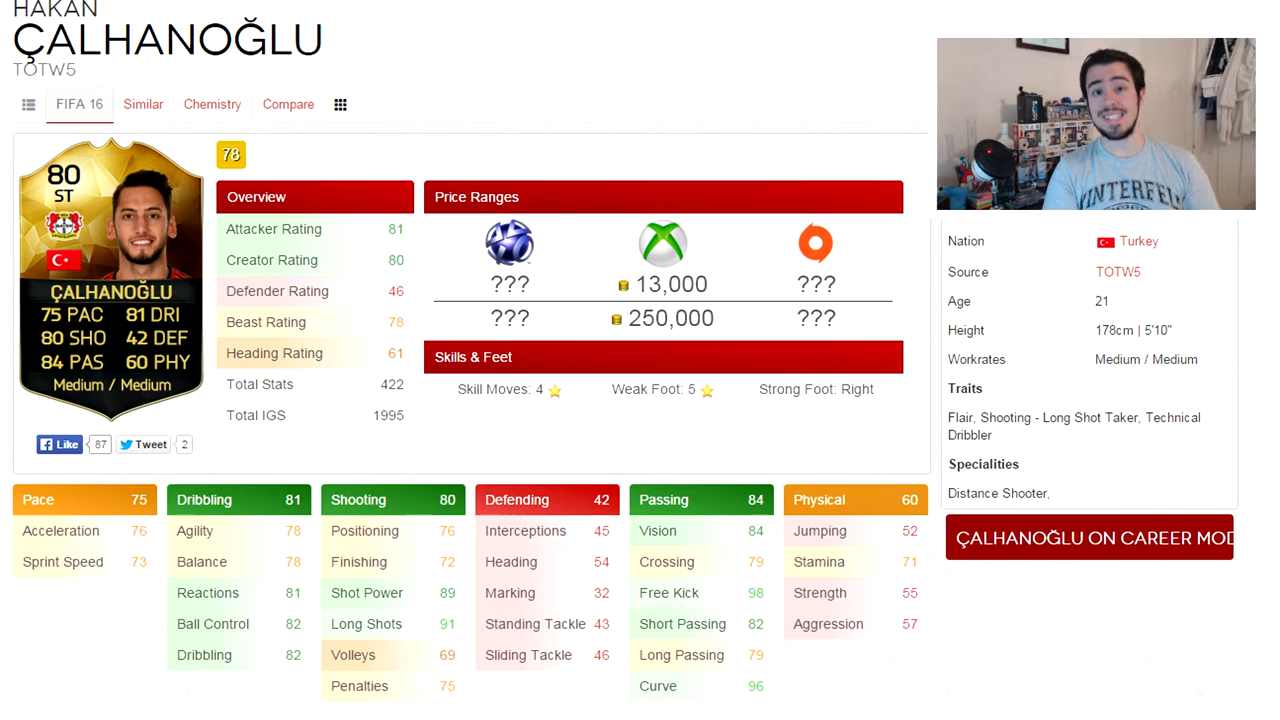 HAKAN
ÇALHANOĞLU
TOTW5
FIFA 16 Similar Chemistry Compare
80
ST
ÇALHANOĞLU
75 PAC 81 DRI
80 SHO 42 DEF
84 PAS 60 PHY
Medium / Medium
Like 87 Tweet 2
78
Overview
Attacker Rating 81
Creator Rating 80
Defender Rating 46
Beast Rating 78
Heading Rating 61
Total Stats 422
Total IGS 1995
Price Ranges
??? 13,000 ???
??? 250,000 ???
Skills & Feet
Skill Moves: 4 Weak Foot: 5 Strong Foot: Right
WINTERFELL
Nation Turkey
Source TOTW5
Age 21
Height 178cm | 5'10"
Workrates Medium / Medium
Traits
Flair, Shooting - Long Shot Taker, Technical
Dribbler
Specialities
Distance Shooter,
ÇALHANOĞLU ON CAREER MOD
Pace 75
Acceleration 76
Sprint Speed 73
Dribbling 81
Agility 78
Balance 78
Reactions 81
Ball Control 82
Dribbling 82
Shooting 80
Positioning 76
Finishing 72
Shot Power 89
Long Shots 91
Volleys 69
Penalties 75
Defending 42
Interceptions 45
Heading 54
Marking 32
Standing Tackle 43
Sliding Tackle 46
Passing 84
Vision 84
Crossing 79
Free Kick 98
Short Passing 82
Long Passing 79
Curve 96
Physical 60
Jumping 52
Stamina 71
Strength 55
Aggression 57